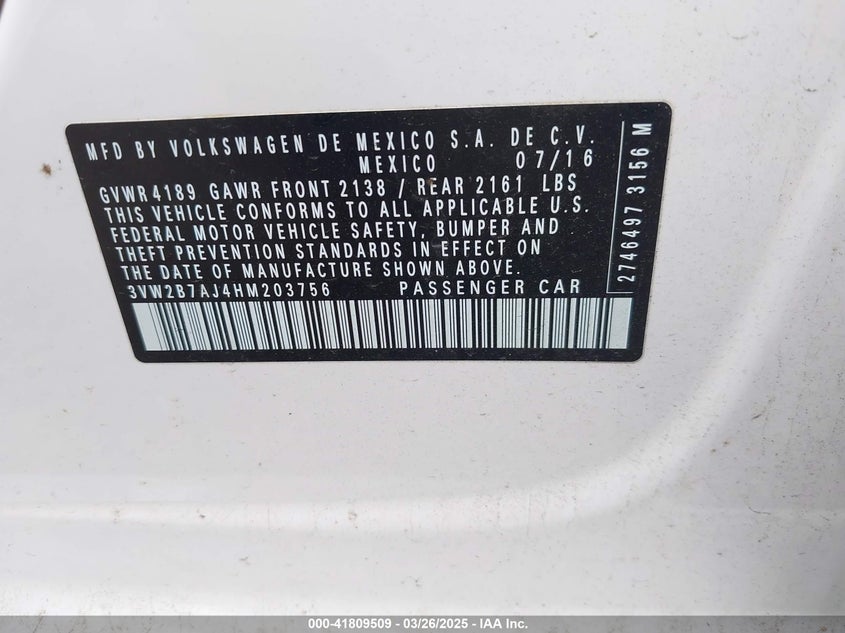 MFD BY VOLKSWAGEN DE MEXICO S.A. DE C.V.
MEXICO 07/16
GVWR 4189 GAWR FRONT 2138 / REAR 2161 LBS
THIS VEHICLE CONFORMS TO ALL APPLICABLE U.S.
FEDERAL MOTOR VEHICLE SAFETY, BUMPER AND
THEFT PREVENTION STANDARDS IN EFFECT ON
THE DATE OF MANUFACTURE SHOWN ABOVE.
3VW2B7AJ4HM203756 PASSENGER CAR
2746497 3156 M
000-41809509 - 03/26/2025 - IAA Inc.